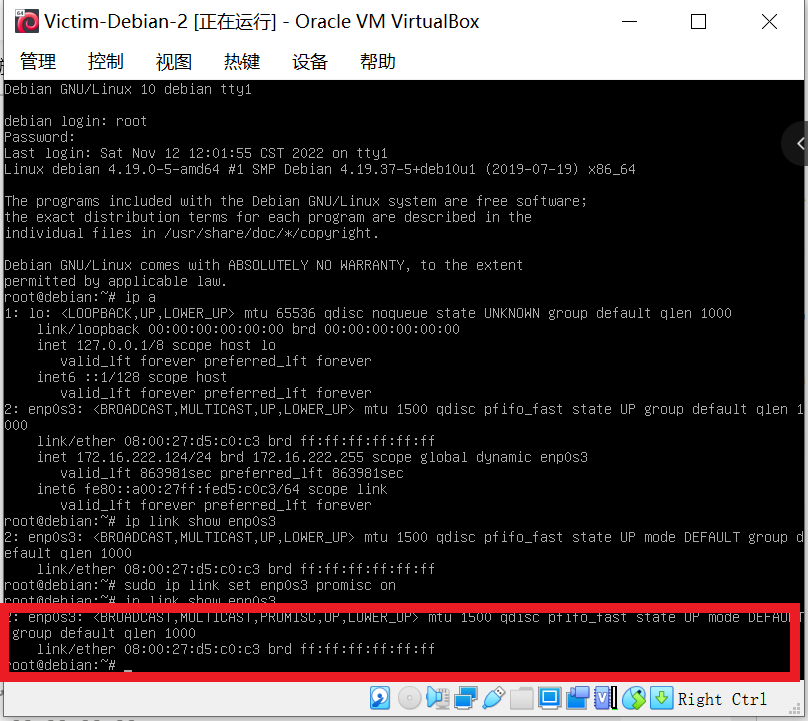 Victim-Debian-2 [正在运行] - Oracle VM VirtualBox
管理 控制 视图 热键 设备 帮助
Debian GNU/Linux 10 debian tty1
debian login: root
Password:
Last login: Sat Nov 12 12:01:55 CST 2022 on tty1
Linux debian 4.19.0-5-amd64 #1 SMP Debian 4.19.37-5+deb10u1 (2019-07-19) x86_64
The programs included with the Debian GNU/Linux system are free software;
the exact distribution terms for each program are described in the
individual files in /usr/share/doc/*/copyright.
Debian GNU/Linux comes with ABSOLUTELY NO WARRANTY, to the extent
permitted by applicable law.
root@debian:~# ip a
1: lo: <LOOPBACK,UP,LOWER_UP> mtu 65536 qdisc noqueue state UNKNOWN group default qlen 1000
link/loopback 00:00:00:00:00:00 brd 00:00:00:00:00:00
inet 127.0.0.1/8 scope host lo
valid_lft forever preferred_lft forever
inet6 ::1/128 scope host
valid_lft forever preferred_lft forever
2: enp0s3: <BROADCAST,MULTICAST,UP,LOWER_UP> mtu 1500 qdisc pfifo_fast state UP group default qlen 1
000
link/ether 08:00:27:d5:c0:c3 brd ff:ff:ff:ff:ff:ff
inet 172.16.222.124/24 brd 172.16.222.255 scope global dynamic enp0s3
valid_lft 863981sec preferred_lft 863981sec
inet6 fe80::a00:27ff:fed5:c0c3/64 scope link
valid_lft forever preferred_lft forever
root@debian:~# ip link show enp0s3
2: enp0s3: <BROADCAST,MULTICAST,UP,LOWER_UP> mtu 1500 qdisc pfifo_fast state UP mode DEFAULT group d
efault qlen 1000
link/ether 08:00:27:d5:c0:c3 brd ff:ff:ff:ff:ff:ff
root@debian:~# sudo ip link set enp0s3 promisc on
root@debian:~# ip link show enp0s3
2: enp0s3: <BROADCAST,MULTICAST,PROMISC,UP,LOWER_UP> mtu 1500 qdisc pfifo_fast state UP mode DEFAULT
group default qlen 1000
link/ether 08:00:27:d5:c0:c3 brd ff:ff:ff:ff:ff:ff
root@debian:~# _
Right Ctrl